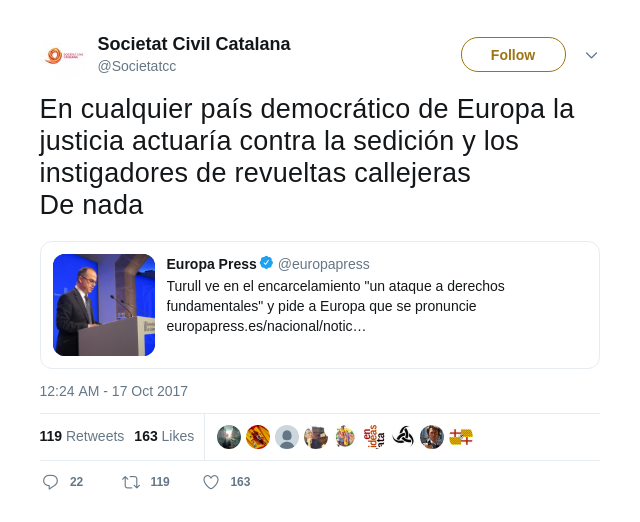 Societat Civil Catalana
@Societatcc
Follow
En cualquier país democrático de Europa la
justicia actuaría contra la sedición y los
instigadores de revueltas callejeras
De nada
Europa Press @europapress
Turull ve en el encarcelamiento "un ataque a derechos
fundamentales" y pide a Europa que se pronuncie
europapress.es/nacional/notic…
12:24 AM - 17 Oct 2017
119 Retweets 163 Likes
22 119 163